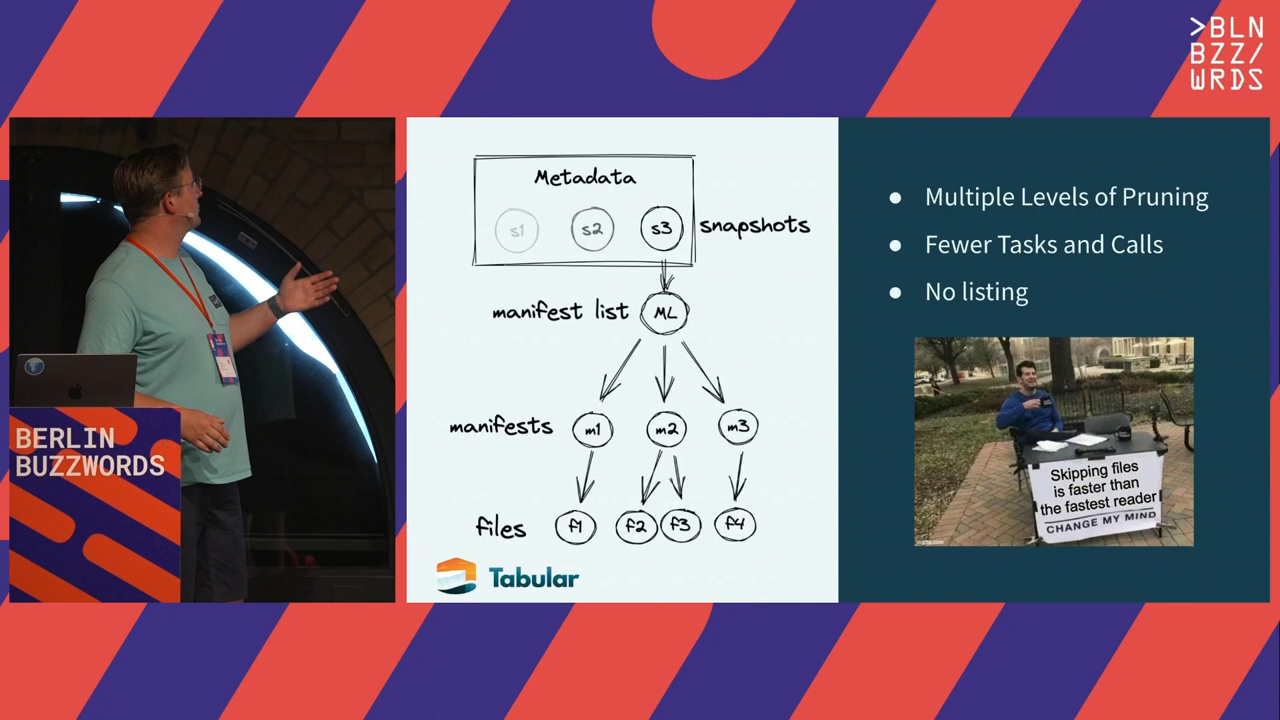 >BLN
BZZ/
WRDS
BERLIN
BUZZWORDS
Metadata
s1
s2
s3
snapshots
manifest list
ML
manifests
m1
m2
m3
files
f1
f2
f3
f4
Tabular
Multiple Levels of Pruning
Fewer Tasks and Calls
No listing
Skipping files
is faster than
the fastest reader
CHANGE MY MIND
imgflip.com